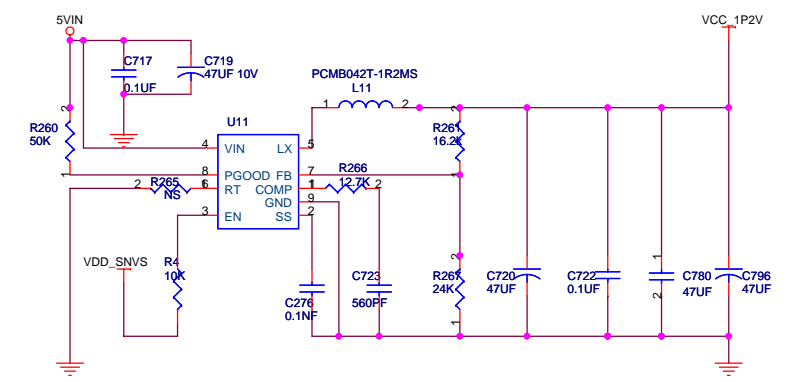 5VIN
VCC_1P2V
C717
0.1UF
C719
47UF 10V
PCMB042T-1R2MS
L11
1
2
U11
R260
50K
2
1
R261
16.2K
2
1
4
VIN
LX
5
8
PGOOD
FB
7
R265
NS
2
6
RT
COMP
1
R266
12.7K
2
GND
9
3
EN
SS
2
VDD_SNVS
R4
10K
C276
0.1NF
C723
560PF
R267
24K
2
1
C720
47UF
C722
0.1UF
1
2
C780
47UF
C796
47UF